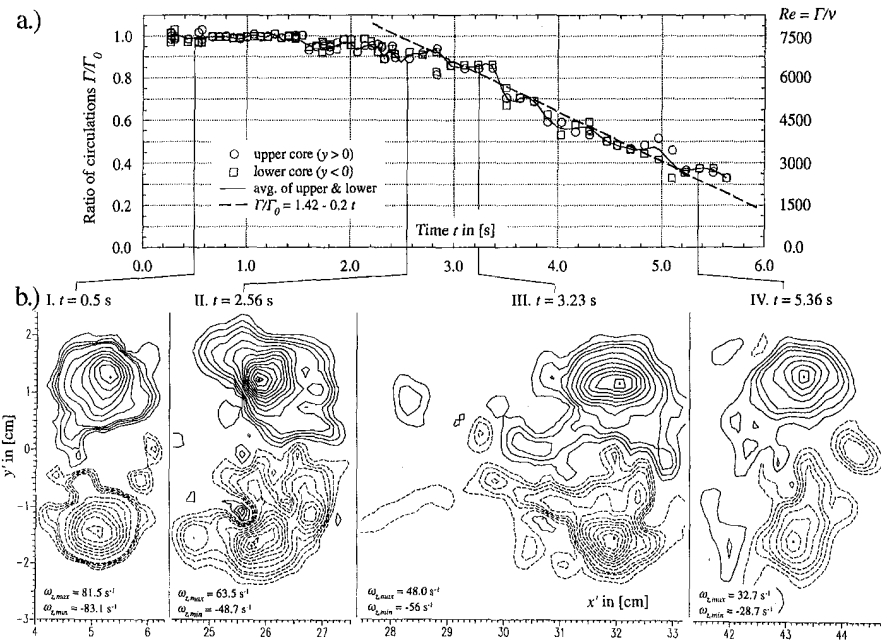 a.)
Re = Γ/ν
Ratio of circulations Γ/Γ0
1.0
0.9
0.8
0.6
0.4
0.2
0.0
7500
6000
4500
3000
1500
0.0
upper core (y > 0)
lower core (y < 0)
avg. of upper & lower
Γ/Γ0 = 1.42 - 0.2 t
Time t in [s]
0.0 1.0 2.0 3.0 4.0 5.0 6.0
b.)
I. t = 0.5 s
II. t = 2.56 s
III. t = 3.23 s
IV. t = 5.36 s
y' in [cm]
2
1
0
-1
-2
-3
ωz,max ≈ 81.5 s-1
ωz,min ≈ -83.1 s-1
ωz,max ≈ 63.5 s-1
ωz,min ≈ -48.7 s-1
ωz,max ≈ 48.0 s-1
ωz,min ≈ -56 s-1
x' in [cm]
ωz,max ≈ 32.7 s-1
ωz,min ≈ -28.7 s-1
4 5 6 25 26 27 28 29 30 31 32 33 42 43 44